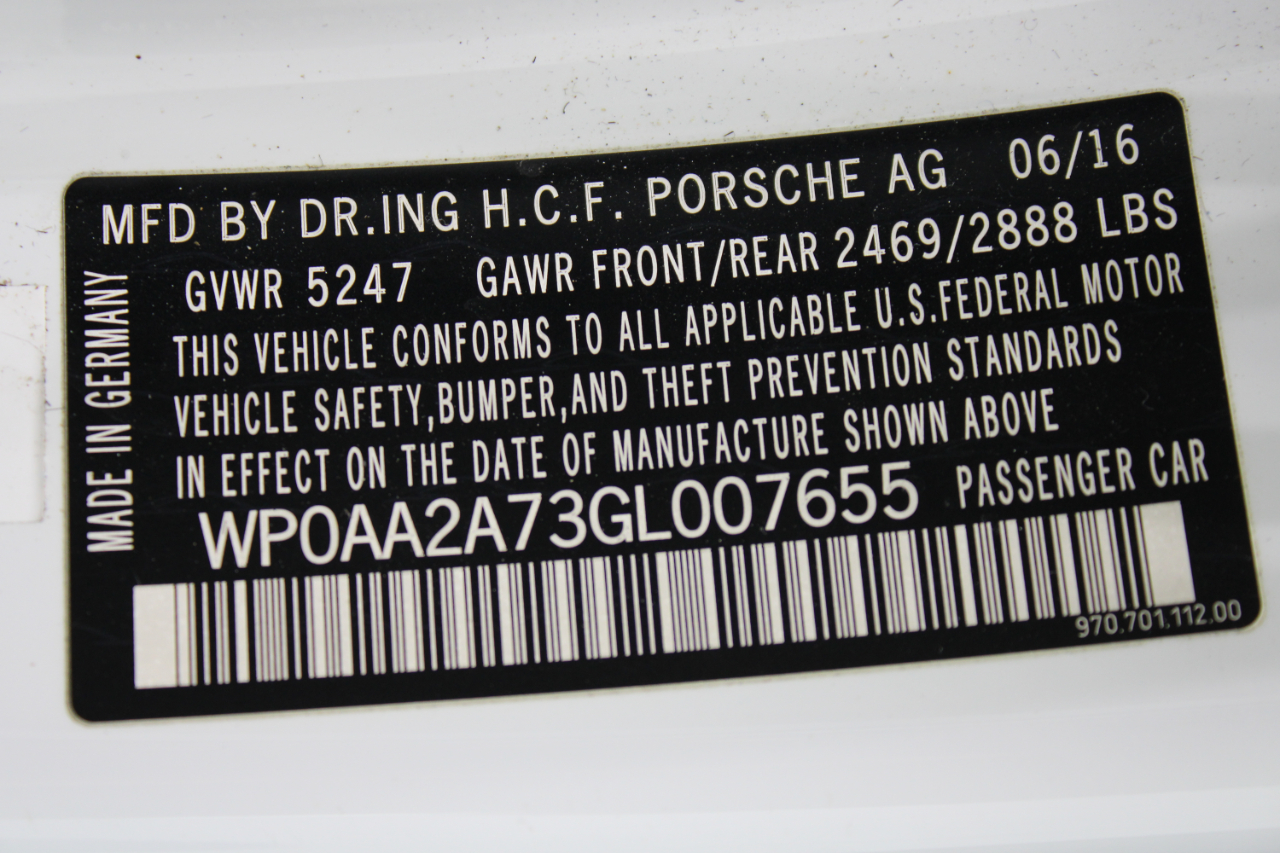 MFD BY DR.ING H.C.F. PORSCHE AG 06/16
GVWR 5247 GAWR FRONT/REAR 2469/2888 LBS
THIS VEHICLE CONFORMS TO ALL APPLICABLE U.S.FEDERAL MOTOR
VEHICLE SAFETY,BUMPER,AND THEFT PREVENTION STANDARDS
IN EFFECT ON THE DATE OF MANUFACTURE SHOWN ABOVE
WP0AA2A73GL007655 PASSENGER CAR
970.701.112.00
MADE IN GERMANY